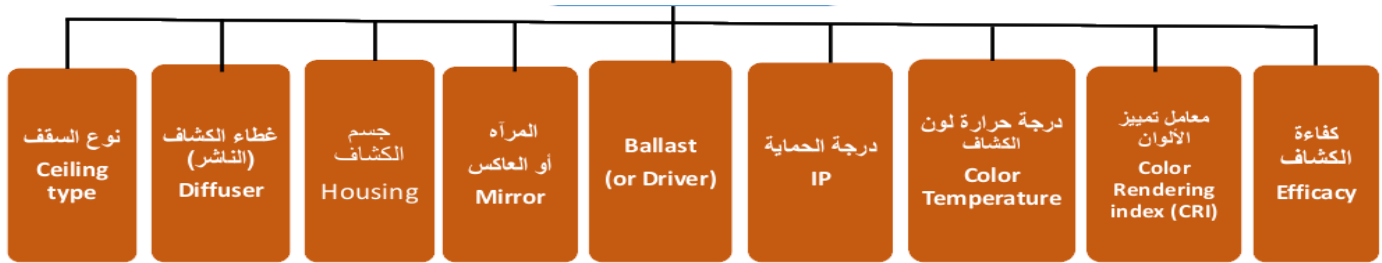 نوع السقف
Ceiling
type
غطاء الكشاف
(الناشر)
Diffuser
جسم
الكشاف
Housing
المرآه
أو العاكس
Mirror
Ballast
(or Driver)
درجة الحماية
IP
درجة حرارة لون
الكشاف
Color
Temperature
معامل تمييز
الألوان
Color
Rendering
index (CRI)
كفاءة
الكشاف
Efficacy